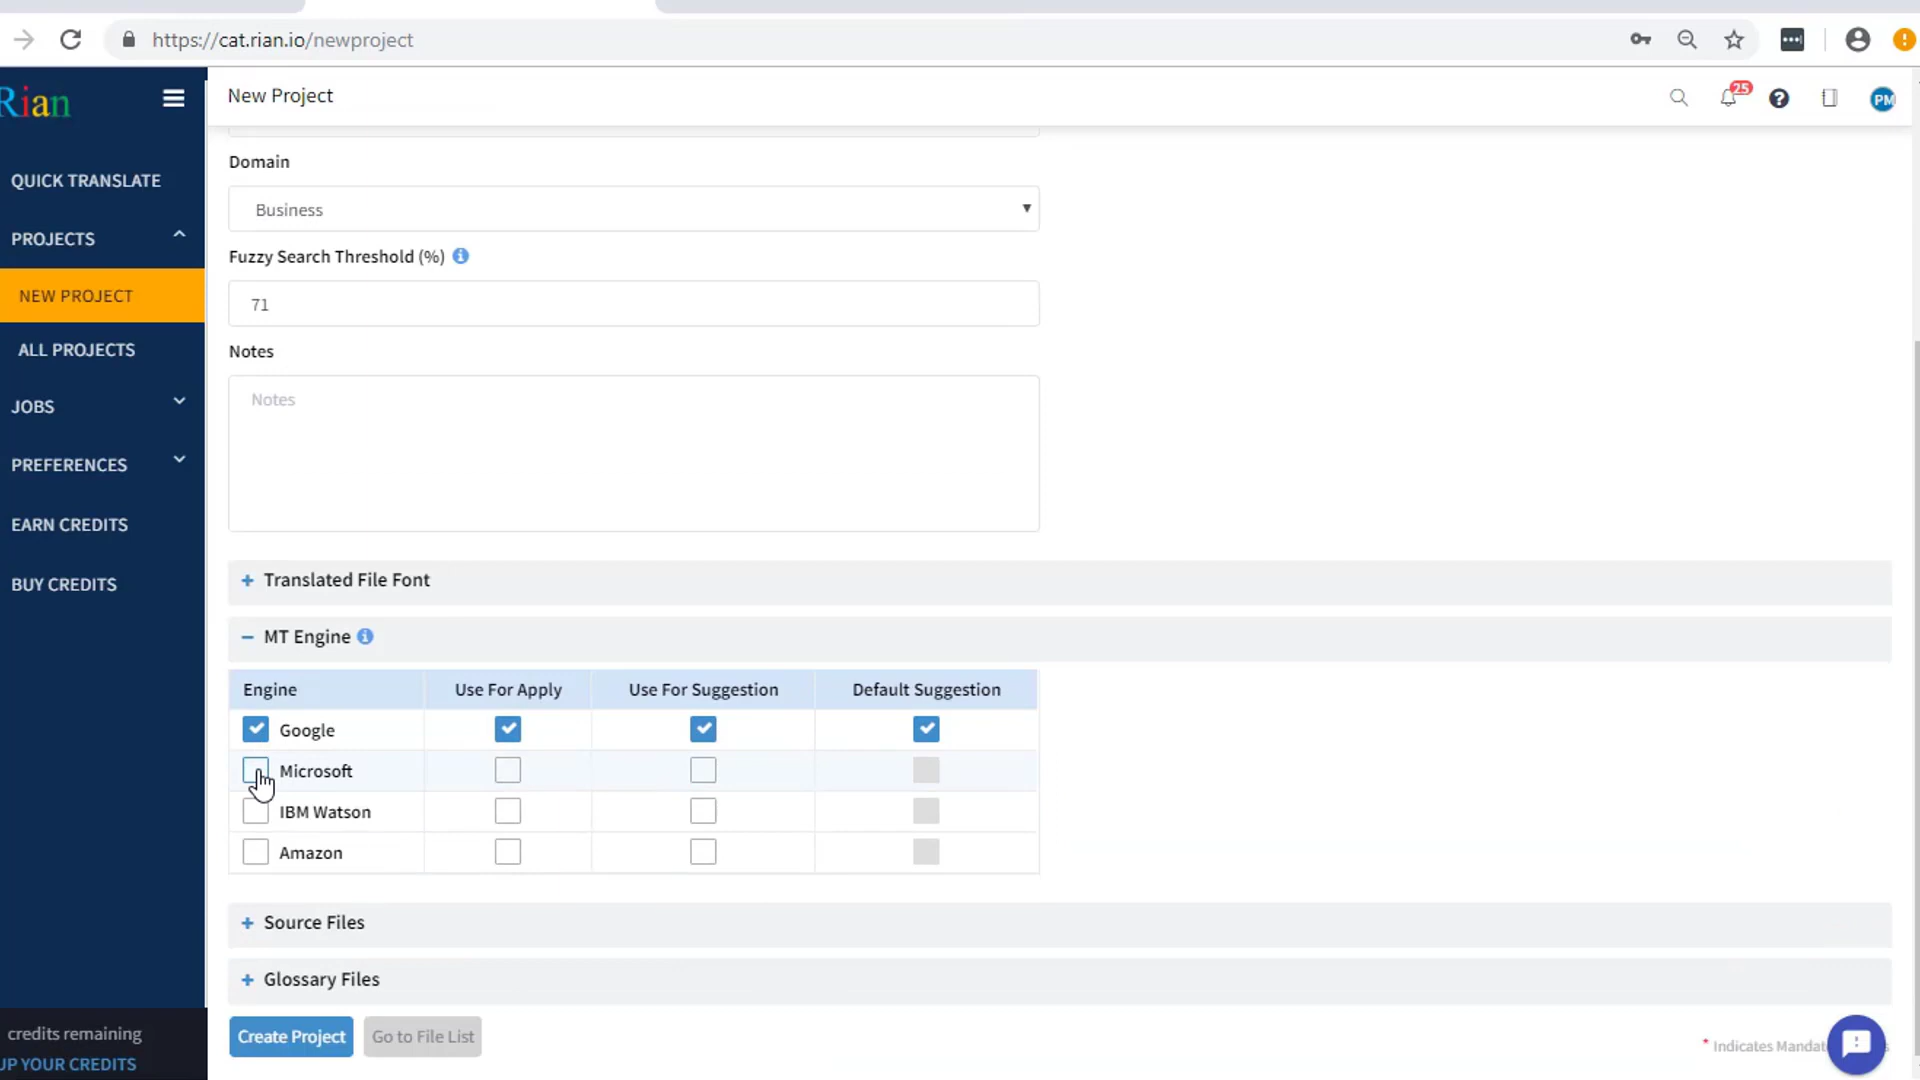 https://cat.rian.io/newproject
Rian
New Project
25
PM
QUICK TRANSLATE
PROJECTS
NEW PROJECT
ALL PROJECTS
JOBS
PREFERENCES
EARN CREDITS
BUY CREDITS
credits remaining
UP YOUR CREDITS
Domain
Business
Fuzzy Search Threshold (%)
71
Notes
Notes
+ Translated File Font
− MT Engine
Engine Use For Apply Use For Suggestion Default Suggestion
Google
Microsoft
IBM Watson
Amazon
+ Source Files
+ Glossary Files
Create Project Go to File List
* Indicates